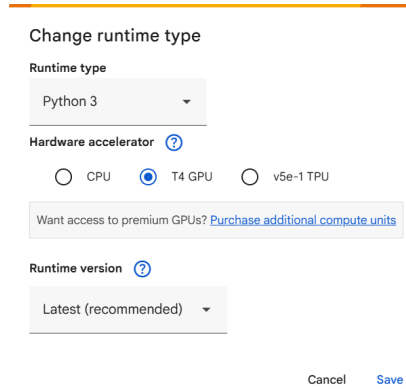 Change runtime type
Runtime type
Python 3
Hardware accelerator ?
CPU T4 GPU v5e-1 TPU
Want access to premium GPUs? Purchase additional compute units
Runtime version ?
Latest (recommended)
Cancel Save